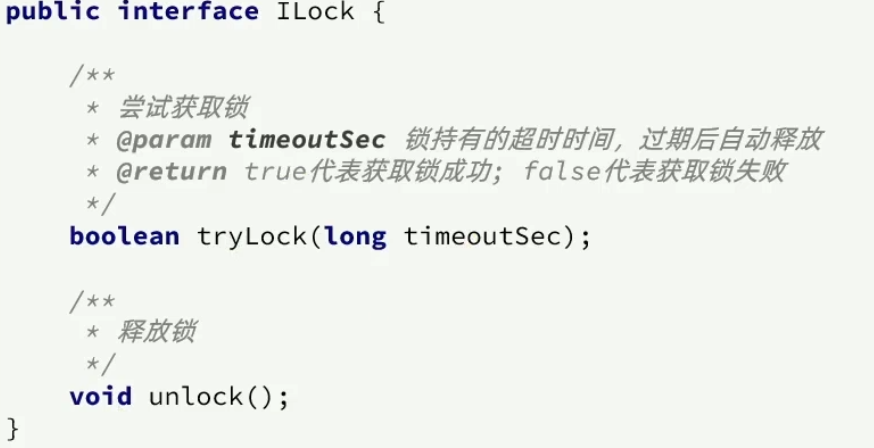 public interface ILock {
/**
* 尝试获取锁
* @param timeoutSec 锁持有的超时时间，过期后自动释放
* @return true代表获取锁成功; false代表获取锁失败
*/
boolean tryLock(long timeoutSec);
/**
* 释放锁
*/
void unlock();
}